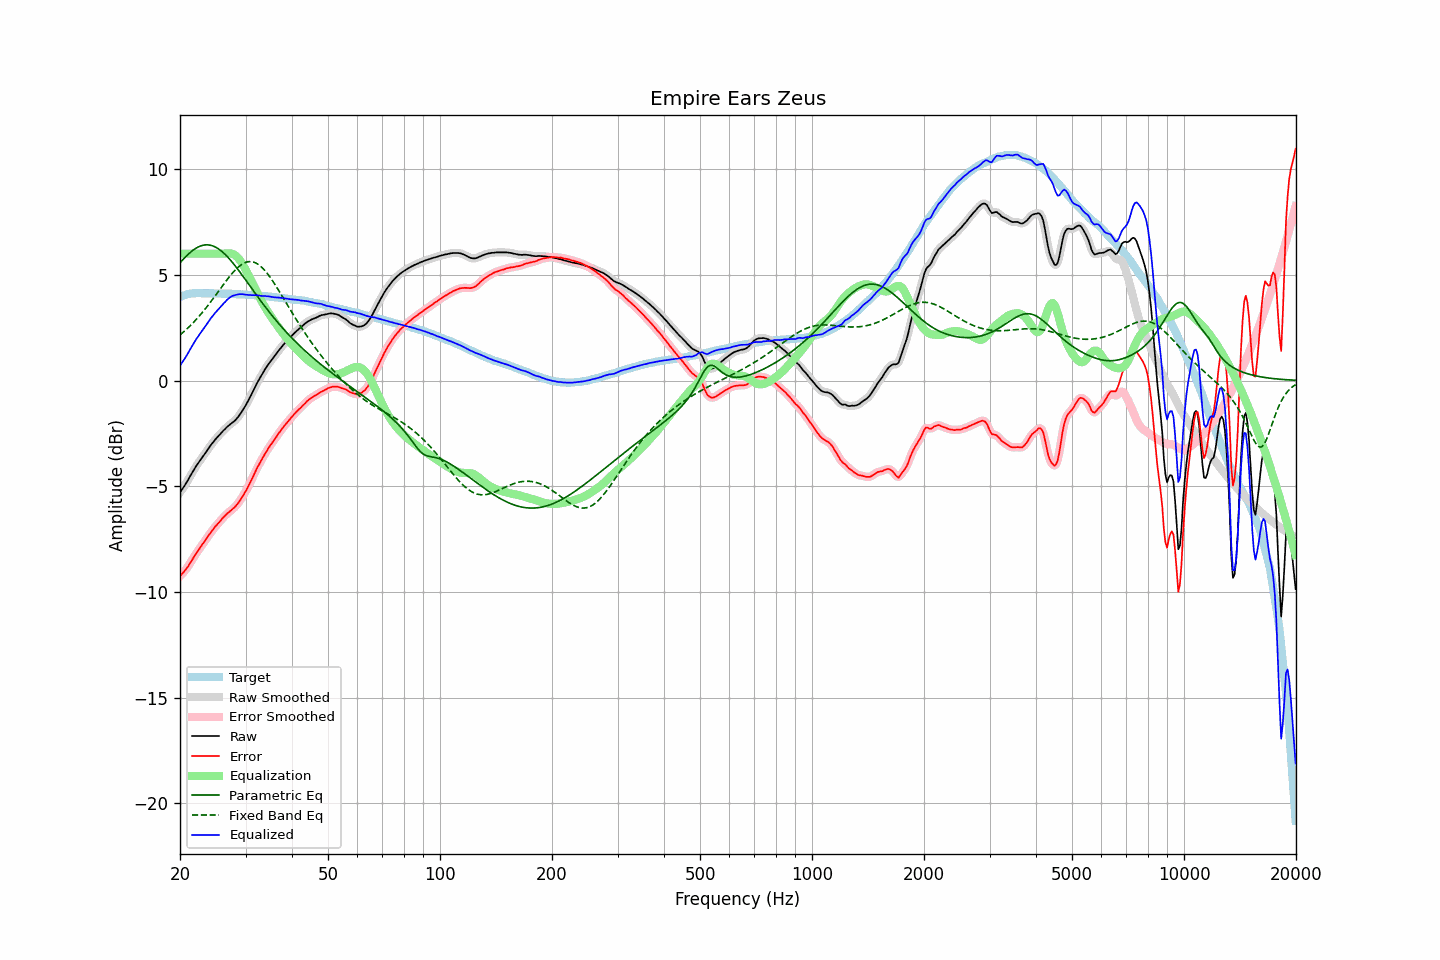 Empire Ears Zeus
Amplitude (dBr)
10
5
0
−5
−10
−15
−20
Target
Raw Smoothed
Error Smoothed
Raw
Error
Equalization
Parametric Eq
Fixed Band Eq
Equalized
20 50 100 200 500 1000 2000 5000 10000 20000
Frequency (Hz)